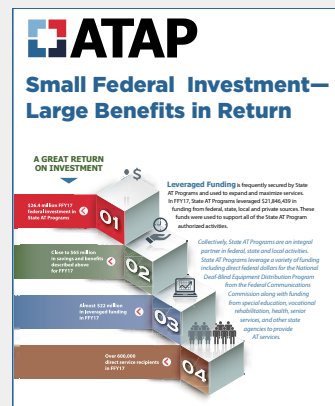 ATAP
Small Federal Investment—
Large Benefits in Return
A GREAT RETURN
ON INVESTMENT
$
Leveraged Funding is frequently secured by State
AT Programs and used to expand and maximize services.
In FFY17, State AT Programs leveraged $21,846,439 in
funding from federal, state, local and private sources. These
funds were used to support all of the State AT Program
authorized activities.
$26.4 million FFY17
federal investment in
State AT Programs
01
Close to $65 million
in savings and benefits
described above
for FFY17
02
Collectively, State AT Programs are an integral
partner in federal, state and local activities.
State AT Programs leverage a variety of funding
including direct federal dollars for the National
Deaf-Blind Equipment Distribution Program
from the Federal Communications
Commission along with funding
from special education, vocational
rehabilitation, health, senior
services, and other state
agencies to provide
AT services.
Almost $22 million
in leveraged funding
in FFY17
03
Over 600,000
direct service recipients
in FFY17
04